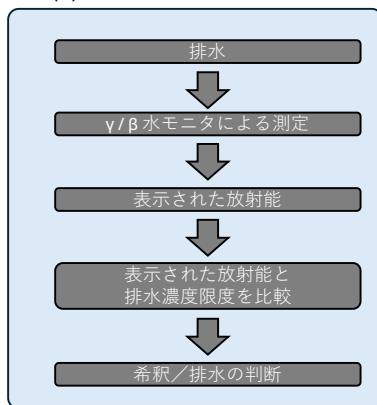 排水
γ/β 水モニタによる測定
表示された放射能
表示された放射能と
排水濃度限度を比較
希釈／排水の判断